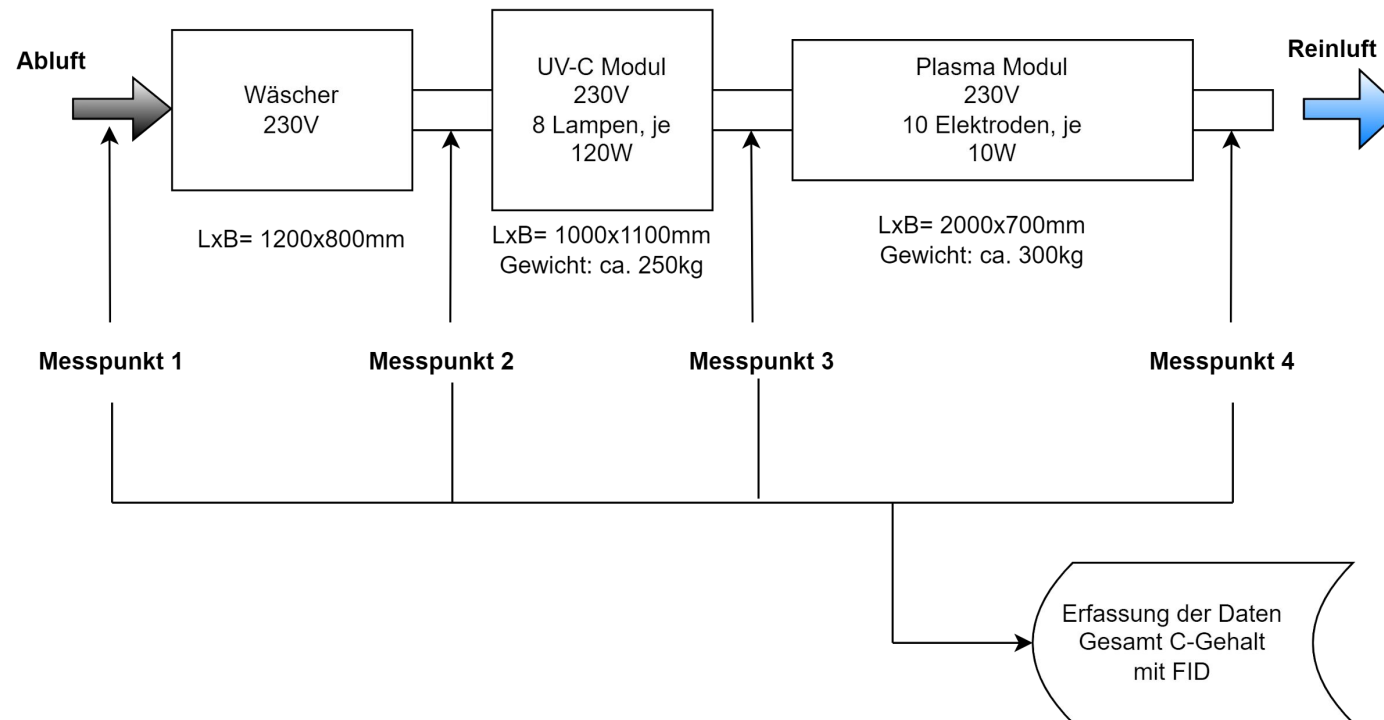 Abluft
Reinluft
Wäscher
230V
UV-C Modul
230V
8 Lampen, je
120W
Plasma Modul
230V
10 Elektroden, je
10W
LxB= 1200x800mm
LxB= 1000x1100mm
Gewicht: ca. 250kg
LxB= 2000x700mm
Gewicht: ca. 300kg
Messpunkt 1
Messpunkt 2
Messpunkt 3
Messpunkt 4
Erfassung der Daten
Gesamt C-Gehalt
mit FID